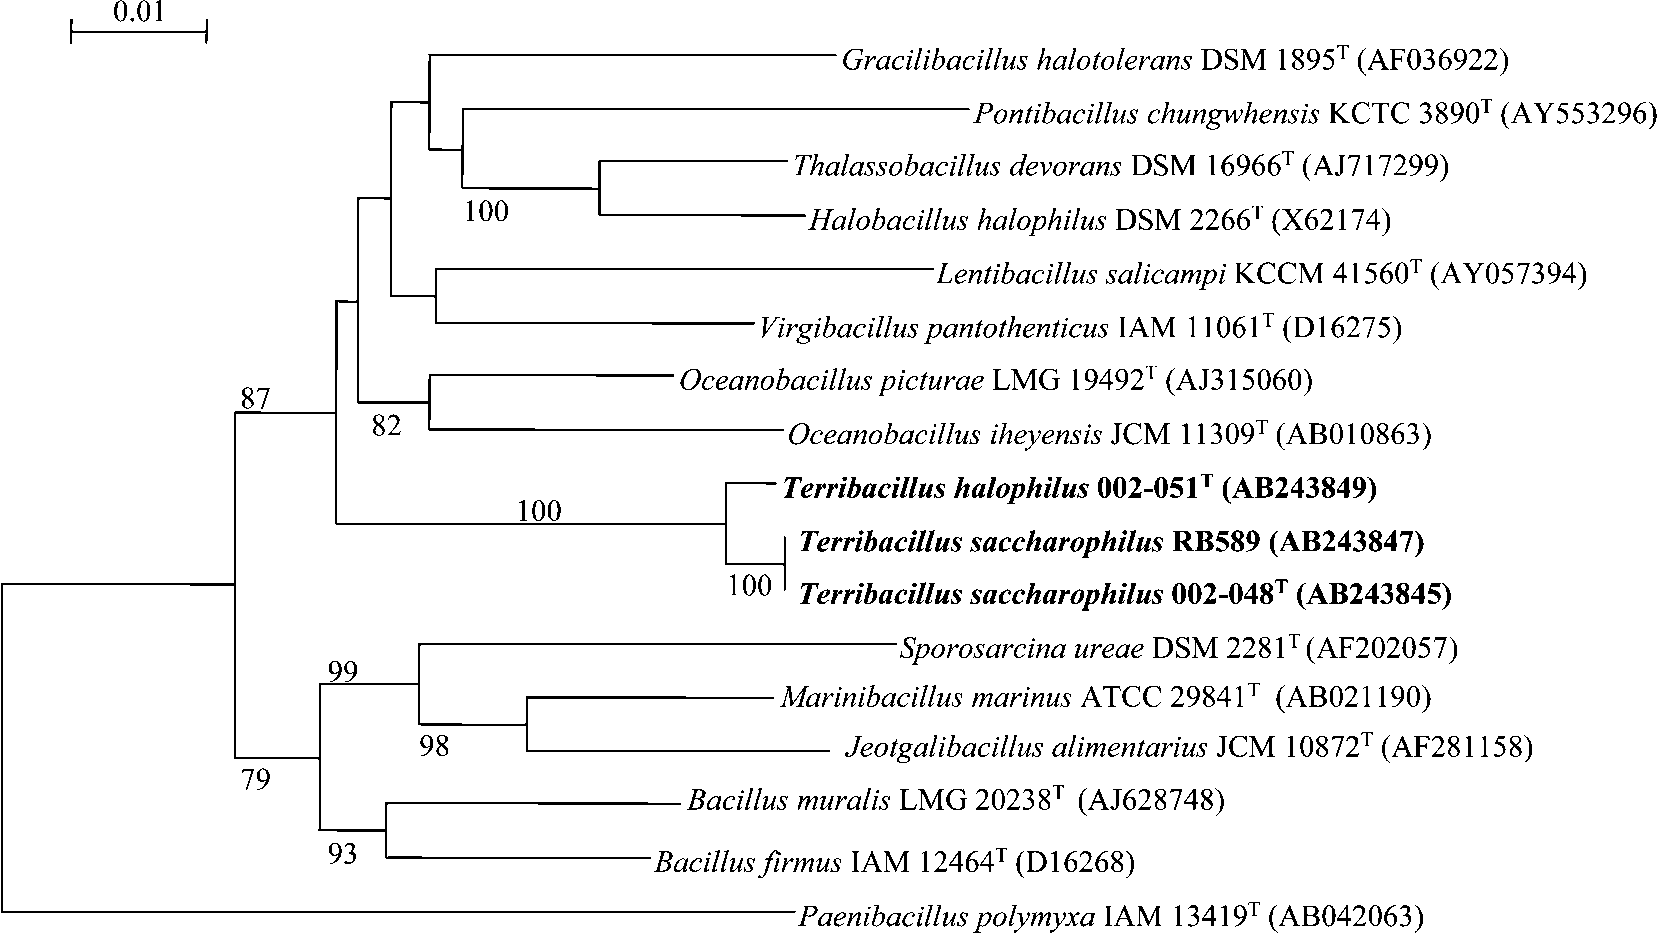 0.01
Gracilibacillus halotolerans DSM 1895ᵀ (AF036922)
Pontibacillus chungwhensis KCTC 3890ᵀ (AY553296)
Thalassobacillus devorans DSM 16966ᵀ (AJ717299)
100
Halobacillus halophilus DSM 2266ᵀ (X62174)
Lentibacillus salicampi KCCM 41560ᵀ (AY057394)
Virgibacillus pantothenticus IAM 11061ᵀ (D16275)
Oceanobacillus picturae LMG 19492ᵀ (AJ315060)
87
82
Oceanobacillus iheyensis JCM 11309ᵀ (AB010863)
Terribacillus halophilus 002-051ᵀ (AB243849)
100
Terribacillus saccharophilus RB589 (AB243847)
100
Terribacillus saccharophilus 002-048ᵀ (AB243845)
Sporosarcina ureae DSM 2281ᵀ (AF202057)
99
Marinibacillus marinus ATCC 29841ᵀ (AB021190)
98
Jeotgalibacillus alimentarius JCM 10872ᵀ (AF281158)
79
Bacillus muralis LMG 20238ᵀ (AJ628748)
93
Bacillus firmus IAM 12464ᵀ (D16268)
Paenibacillus polymyxa IAM 13419ᵀ (AB042063)